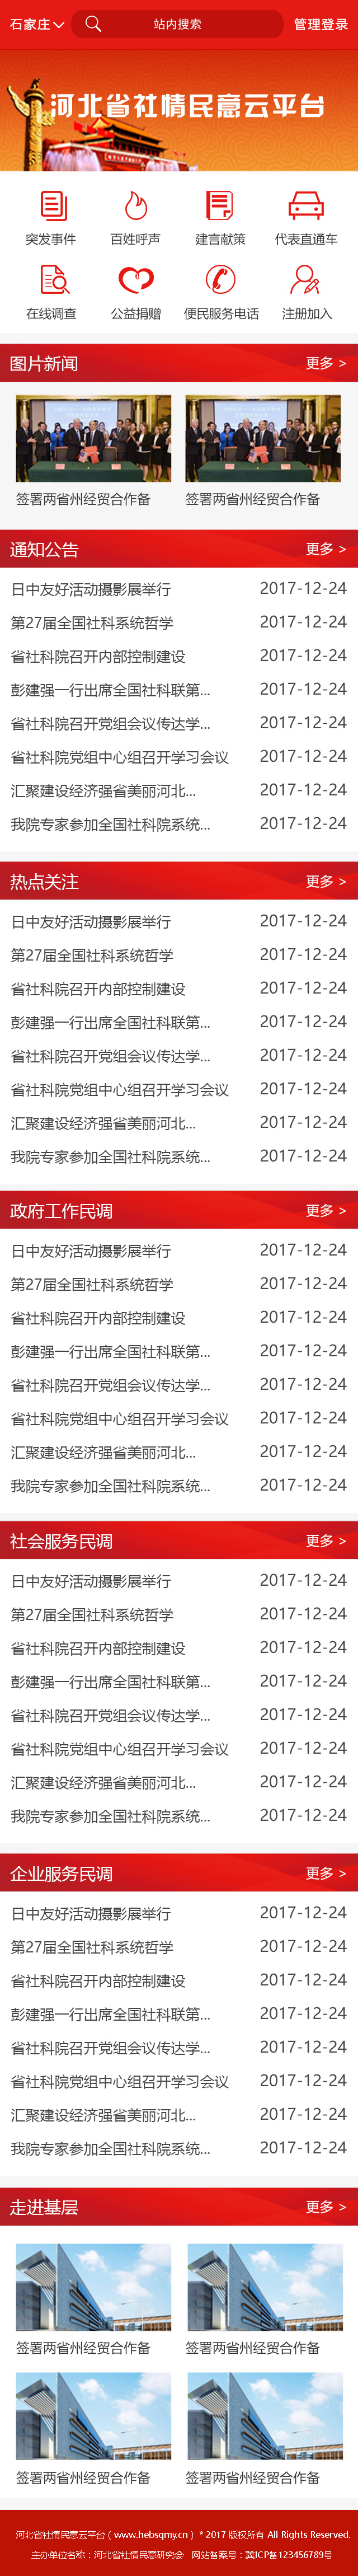 石家庄 站内搜索 管理登录
河北省社情民意云平台
突发事件 百姓呼声 建言献策 代表直通车
在线调查 公益捐赠 便民服务电话 注册加入
图片新闻 更多 >
签署两省州经贸合作备 签署两省州经贸合作备
通知公告 更多 >
日中友好活动摄影展举行 2017-12-24
第27届全国社科系统哲学 2017-12-24
省社科院召开内部控制建设 2017-12-24
彭建强一行出席全国社科联第... 2017-12-24
省社科院召开党组会议传达学... 2017-12-24
省社科院党组中心组召开学习会议 2017-12-24
汇聚建设经济强省美丽河北... 2017-12-24
我院专家参加全国社科院系统... 2017-12-24
热点关注 更多 >
日中友好活动摄影展举行 2017-12-24
第27届全国社科系统哲学 2017-12-24
省社科院召开内部控制建设 2017-12-24
彭建强一行出席全国社科联第... 2017-12-24
省社科院召开党组会议传达学... 2017-12-24
省社科院党组中心组召开学习会议 2017-12-24
汇聚建设经济强省美丽河北... 2017-12-24
我院专家参加全国社科院系统... 2017-12-24
政府工作民调 更多 >
日中友好活动摄影展举行 2017-12-24
第27届全国社科系统哲学 2017-12-24
省社科院召开内部控制建设 2017-12-24
彭建强一行出席全国社科联第... 2017-12-24
省社科院召开党组会议传达学... 2017-12-24
省社科院党组中心组召开学习会议 2017-12-24
汇聚建设经济强省美丽河北... 2017-12-24
我院专家参加全国社科院系统... 2017-12-24
社会服务民调 更多 >
日中友好活动摄影展举行 2017-12-24
第27届全国社科系统哲学 2017-12-24
省社科院召开内部控制建设 2017-12-24
彭建强一行出席全国社科联第... 2017-12-24
省社科院召开党组会议传达学... 2017-12-24
省社科院党组中心组召开学习会议 2017-12-24
汇聚建设经济强省美丽河北... 2017-12-24
我院专家参加全国社科院系统... 2017-12-24
企业服务民调 更多 >
日中友好活动摄影展举行 2017-12-24
第27届全国社科系统哲学 2017-12-24
省社科院召开内部控制建设 2017-12-24
彭建强一行出席全国社科联第... 2017-12-24
省社科院召开党组会议传达学... 2017-12-24
省社科院党组中心组召开学习会议 2017-12-24
汇聚建设经济强省美丽河北... 2017-12-24
我院专家参加全国社科院系统... 2017-12-24
走进基层 更多 >
签署两省州经贸合作备 签署两省州经贸合作备
签署两省州经贸合作备 签署两省州经贸合作备
河北省社情民意云平台（www.hebsqmy.cn）* 2017 版权所有 All Rights Reserved.
主办单位名称：河北省社情民意研究会 网站备案号：冀ICP备123456789号